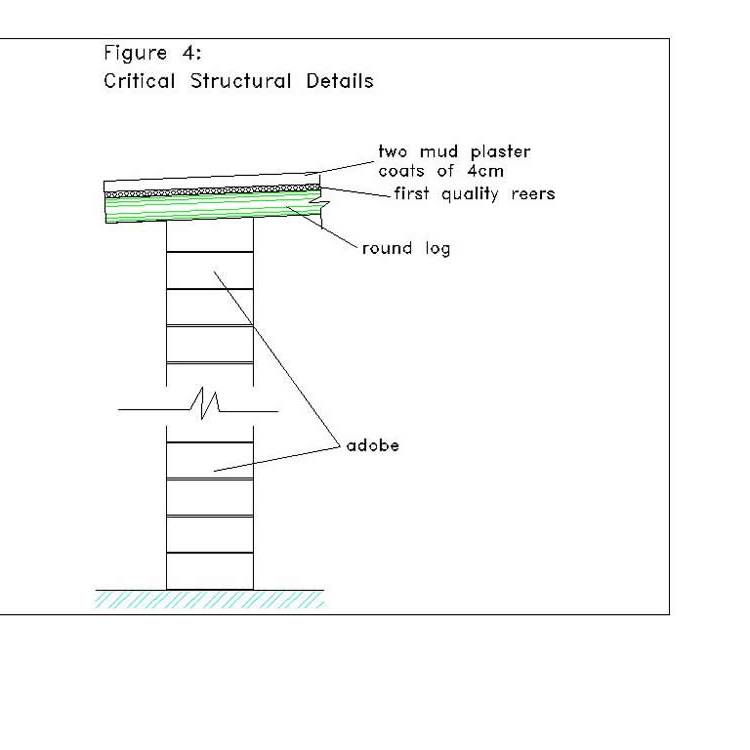 Figure 4:
Critical Structural Details
two mud plaster
coats of 4cm
first quality reers
round log
adobe